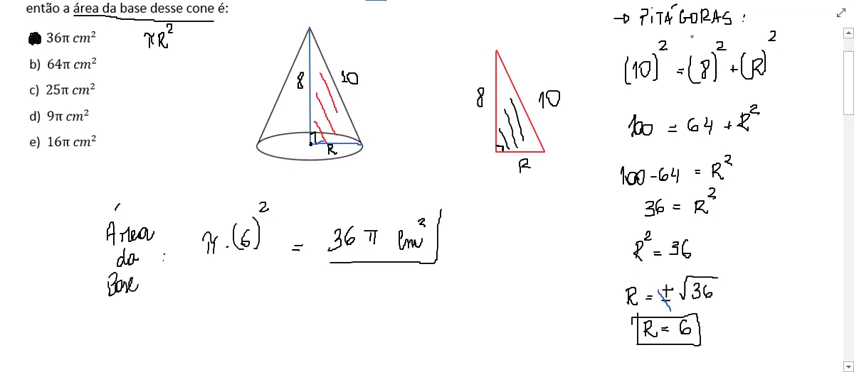 então a área da base desse cone é:
πR²
36π cm²
b) 64π cm²
c) 25π cm²
d) 9π cm²
e) 16π cm²
8
10
R
8
10
R
→ PITÁGORAS:
(10)² = (8)² + (R)²
100 = 64 + R²
100 - 64 = R²
36 = R²
R² = 36
R = ±√36
R = 6
Área
da
Base
: π.(6)² = 36 π cm²